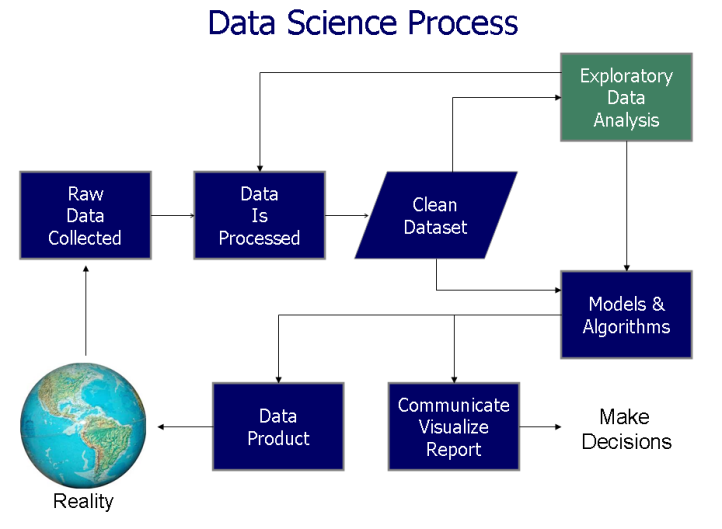 Data Science Process
Exploratory
Data
Analysis
Raw
Data
Collected
Data
Is
Processed
Clean
Dataset
Models &
Algorithms
Data
Product
Communicate
Visualize
Report
Make
Decisions
Reality